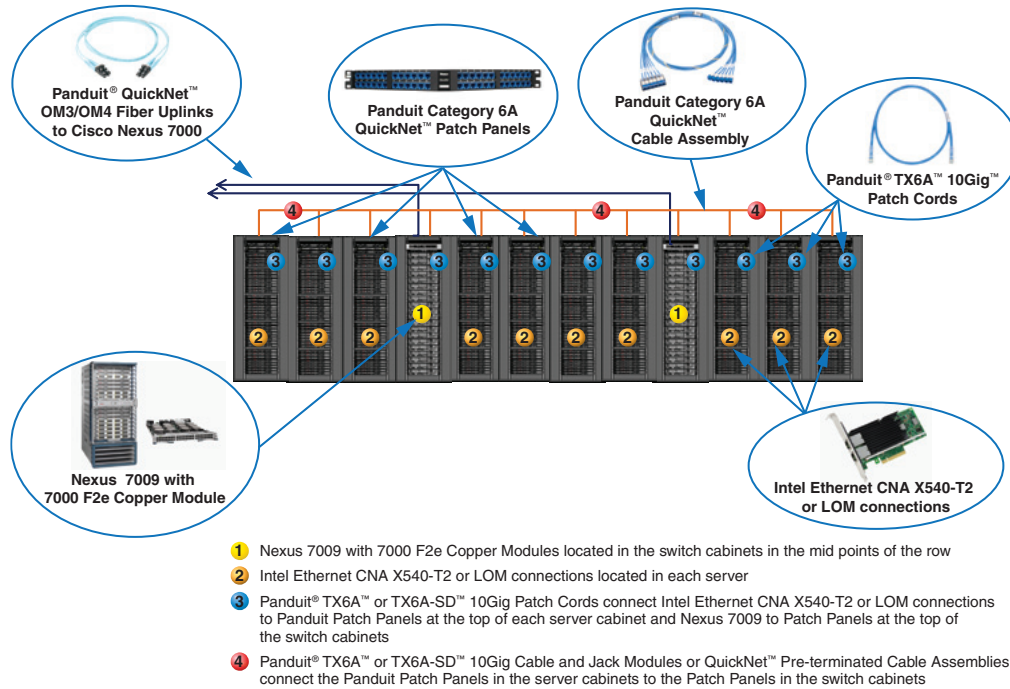 Panduit® QuickNet™
OM3/OM4 Fiber Uplinks
to Cisco Nexus 7000
Panduit Category 6A
QuickNet™ Patch Panels
Panduit Category 6A
QuickNet™
Cable Assembly
Panduit® TX6A™ 10Gig™
Patch Cords
4 4 4
3 3 3 3 3 3 3 3 3 3 3 3
1 1
2 2 2 2 2 2 2 2 2 2
Nexus 7009 with
7000 F2e Copper Module
Intel Ethernet CNA X540-T2
or LOM connections
1 Nexus 7009 with 7000 F2e Copper Modules located in the switch cabinets in the mid points of the row
2 Intel Ethernet CNA X540-T2 or LOM connections located in each server
3 Panduit® TX6A™ or TX6A-SD™ 10Gig Patch Cords connect Intel Ethernet CNA X540-T2 or LOM connections
to Panduit Patch Panels at the top of each server cabinet and Nexus 7009 to Patch Panels at the top of
the switch cabinets
4 Panduit® TX6A™ or TX6A-SD™ 10Gig Cable and Jack Modules or QuickNet™ Pre-terminated Cable Assemblies
connect the Panduit Patch Panels in the server cabinets to the Patch Panels in the switch cabinets